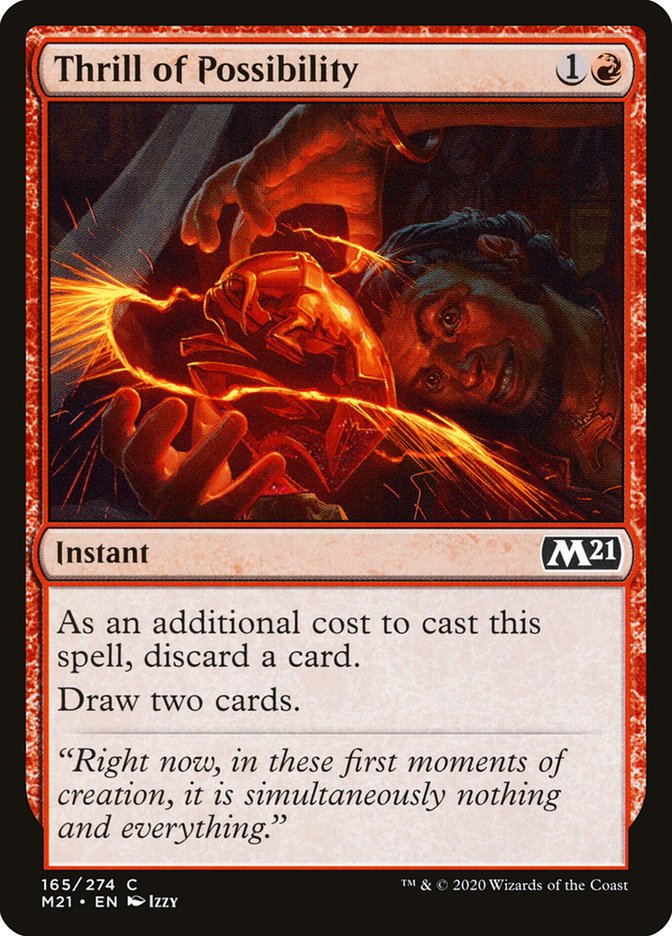 Thrill of Possibility 1
Instant M21
As an additional cost to cast this
spell, discard a card.
Draw two cards.
“Right now, in these first moments of
creation, it is simultaneously nothing
and everything.”
165/274 C ™ & © 2020 Wizards of the Coast
M21 • EN Izzy